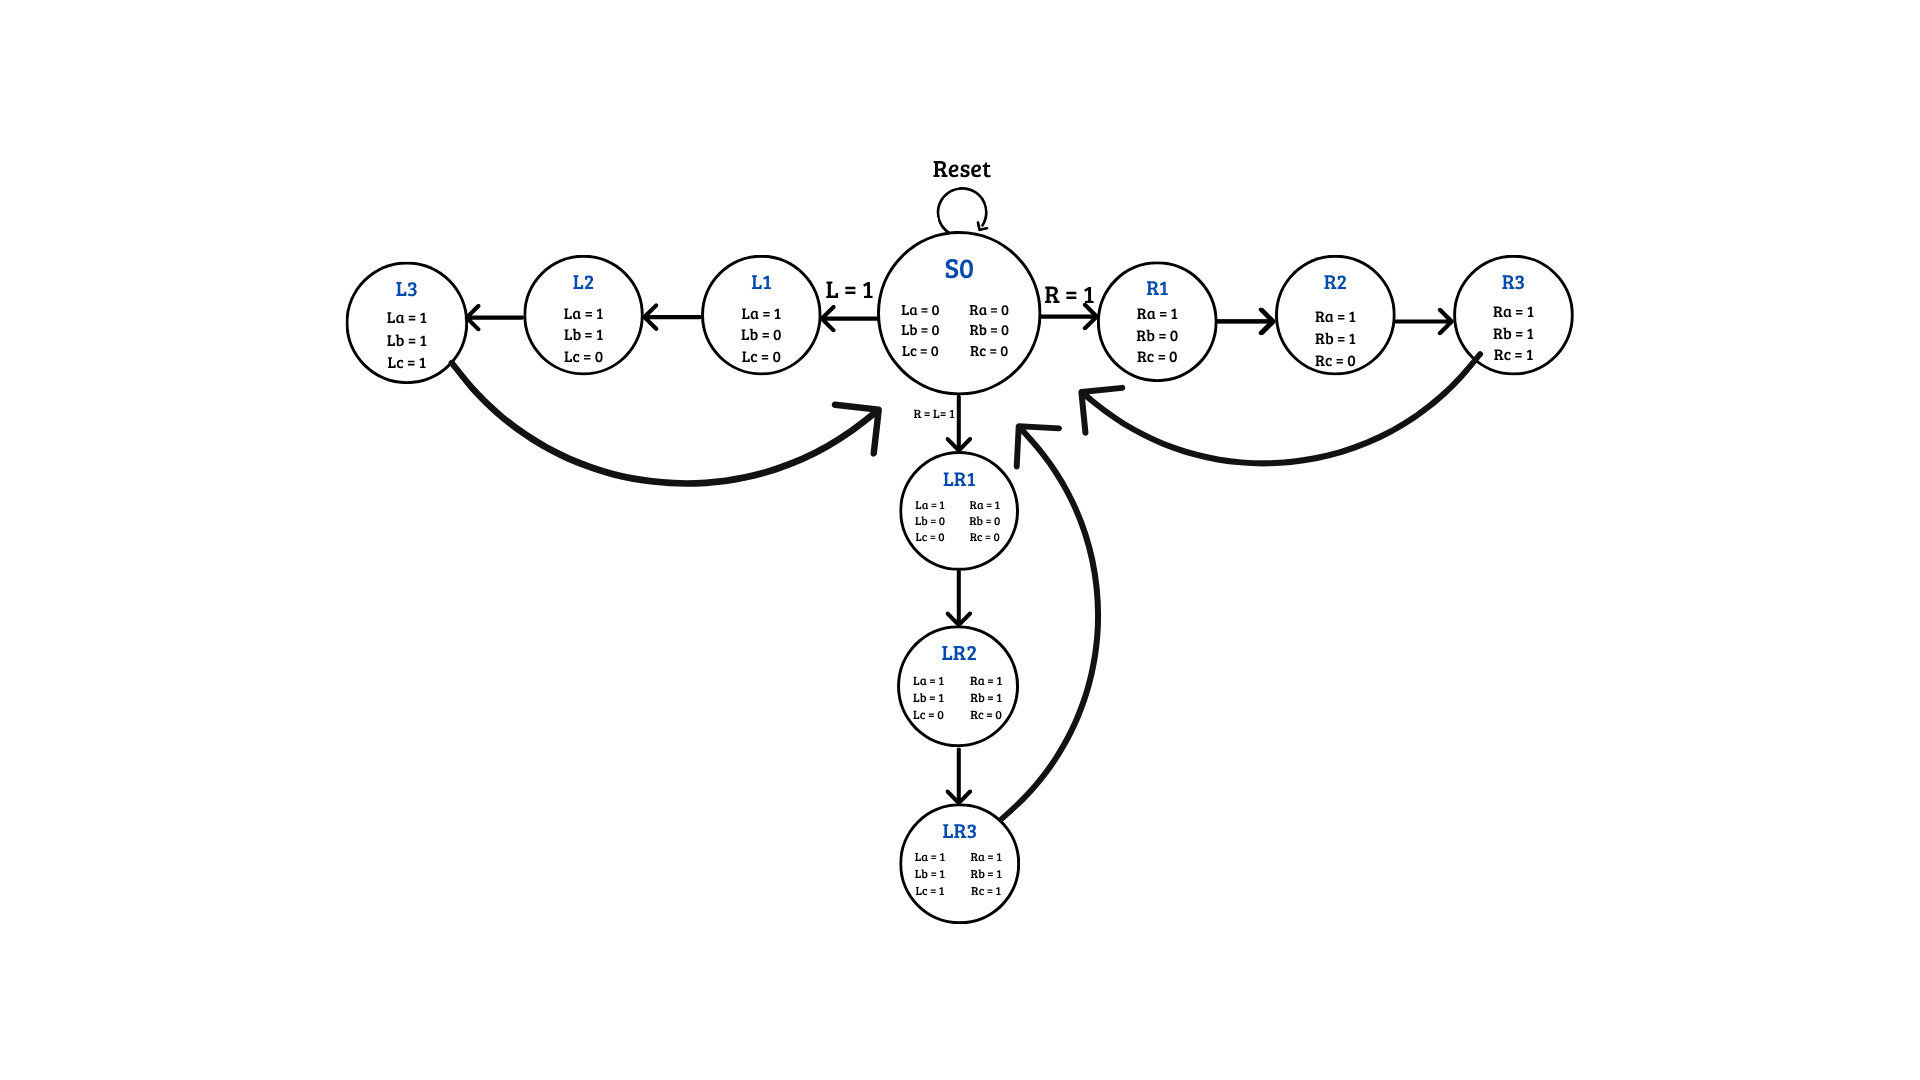 Reset
S0
La = 0 Ra = 0
Lb = 0 Rb = 0
Lc = 0 Rc = 0
L = 1
R = 1
R = L= 1
L3
La = 1
Lb = 1
Lc = 1
L2
La = 1
Lb = 1
Lc = 0
L1
La = 1
Lb = 0
Lc = 0
R1
Ra = 1
Rb = 0
Rc = 0
R2
Ra = 1
Rb = 1
Rc = 0
R3
Ra = 1
Rb = 1
Rc = 1
LR1
La = 1 Ra = 1
Lb = 0 Rb = 0
Lc = 0 Rc = 0
LR2
La = 1 Ra = 1
Lb = 1 Rb = 1
Lc = 0 Rc = 0
LR3
La = 1 Ra = 1
Lb = 1 Rb = 1
Lc = 1 Rc = 1